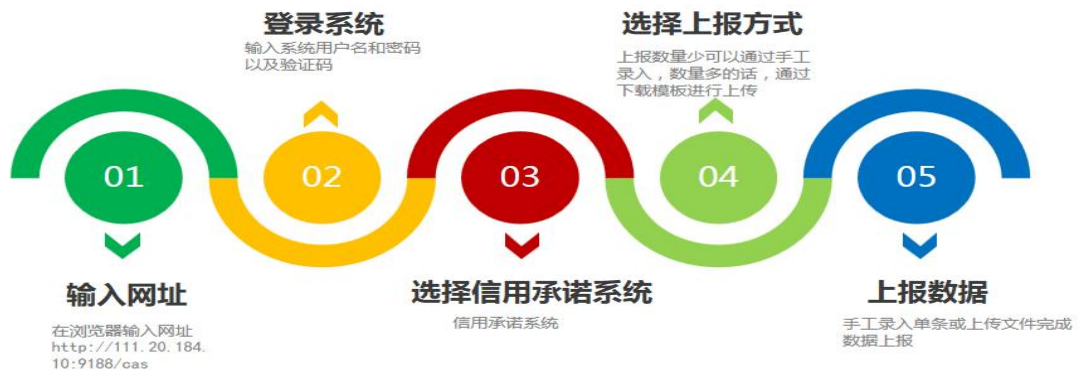 登录系统
输入系统用户名和密码
以及验证码
选择上报方式
上报数量少可以通过手工
录入，数量多的话，通过
下载模板进行上传
01
02
03
04
05
输入网址
在浏览器输入网址
http://111.20.184.
10:9188/cas
选择信用承诺系统
信用承诺系统
上报数据
手工录入单条或上传文件完成
数据上报